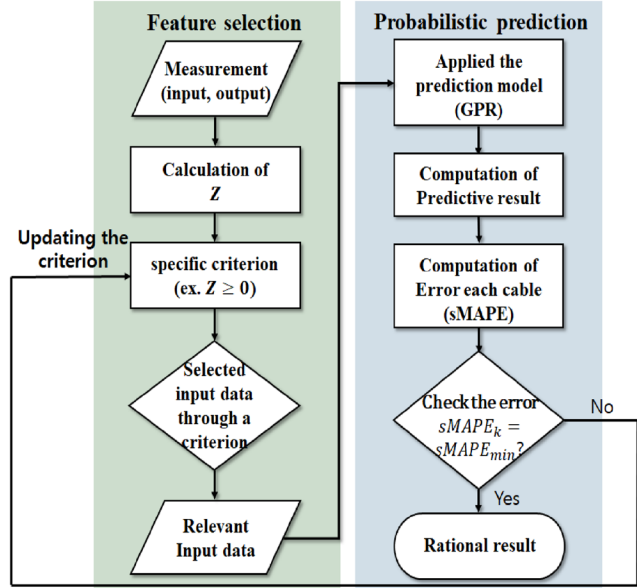 Feature selection
Measurement
(input, output)
Calculation of
Z
Updating the
criterion
specific criterion
(ex. Z ≥ 0)
Selected
input data
through a
criterion
Relevant
Input data
Probabilistic prediction
Applied the
prediction model
(GPR)
Computation of
Predictive result
Computation of
Error each cable
(sMAPE)
Check the error
sMAPEₖ =
sMAPEₘᵢₙ?
No
Yes
Rational result